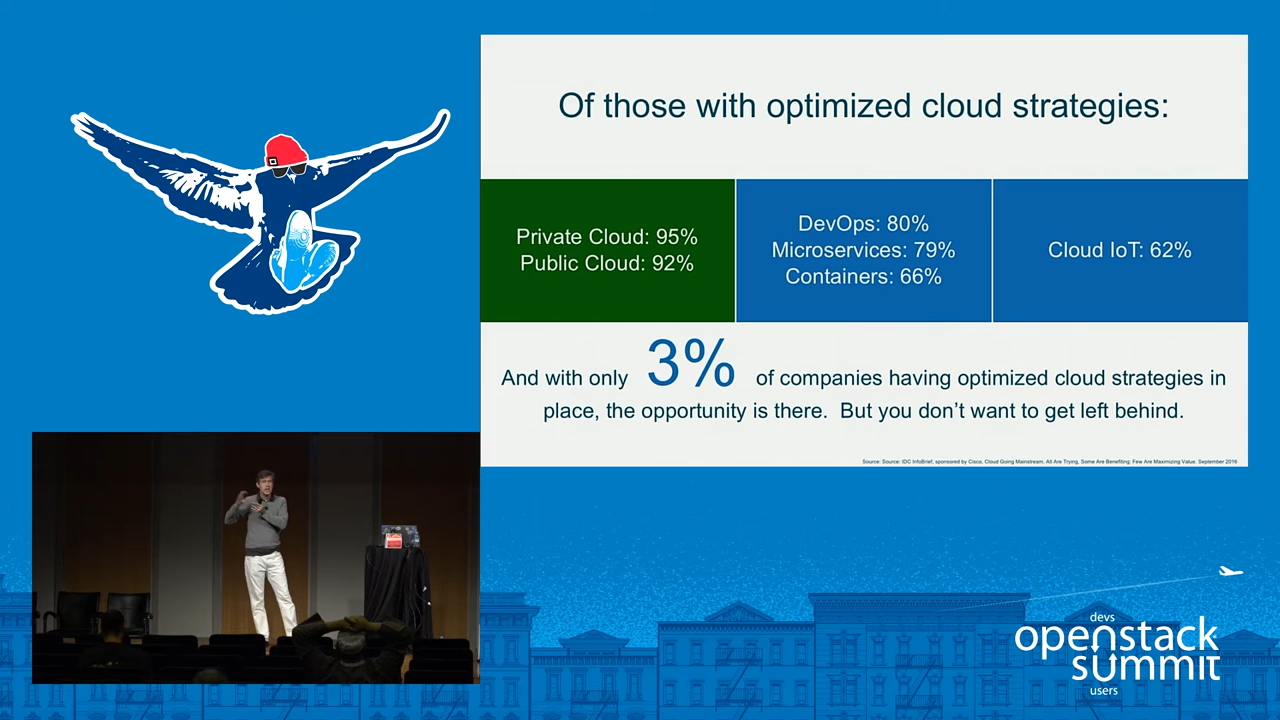 Of those with optimized cloud strategies:
Private Cloud: 95%
Public Cloud: 92%
DevOps: 80%
Microservices: 79%
Containers: 66%
Cloud IoT: 62%
And with only 3% of companies having optimized cloud strategies in
place, the opportunity is there. But you don't want to get left behind.
Source: Source: IDC InfoBrief, sponsored by Cisco, Cloud Going Mainstream. All Are Trying, Some Are Benefiting; Few Are Maximizing Value. September 2016
devs
openstack
summit
users